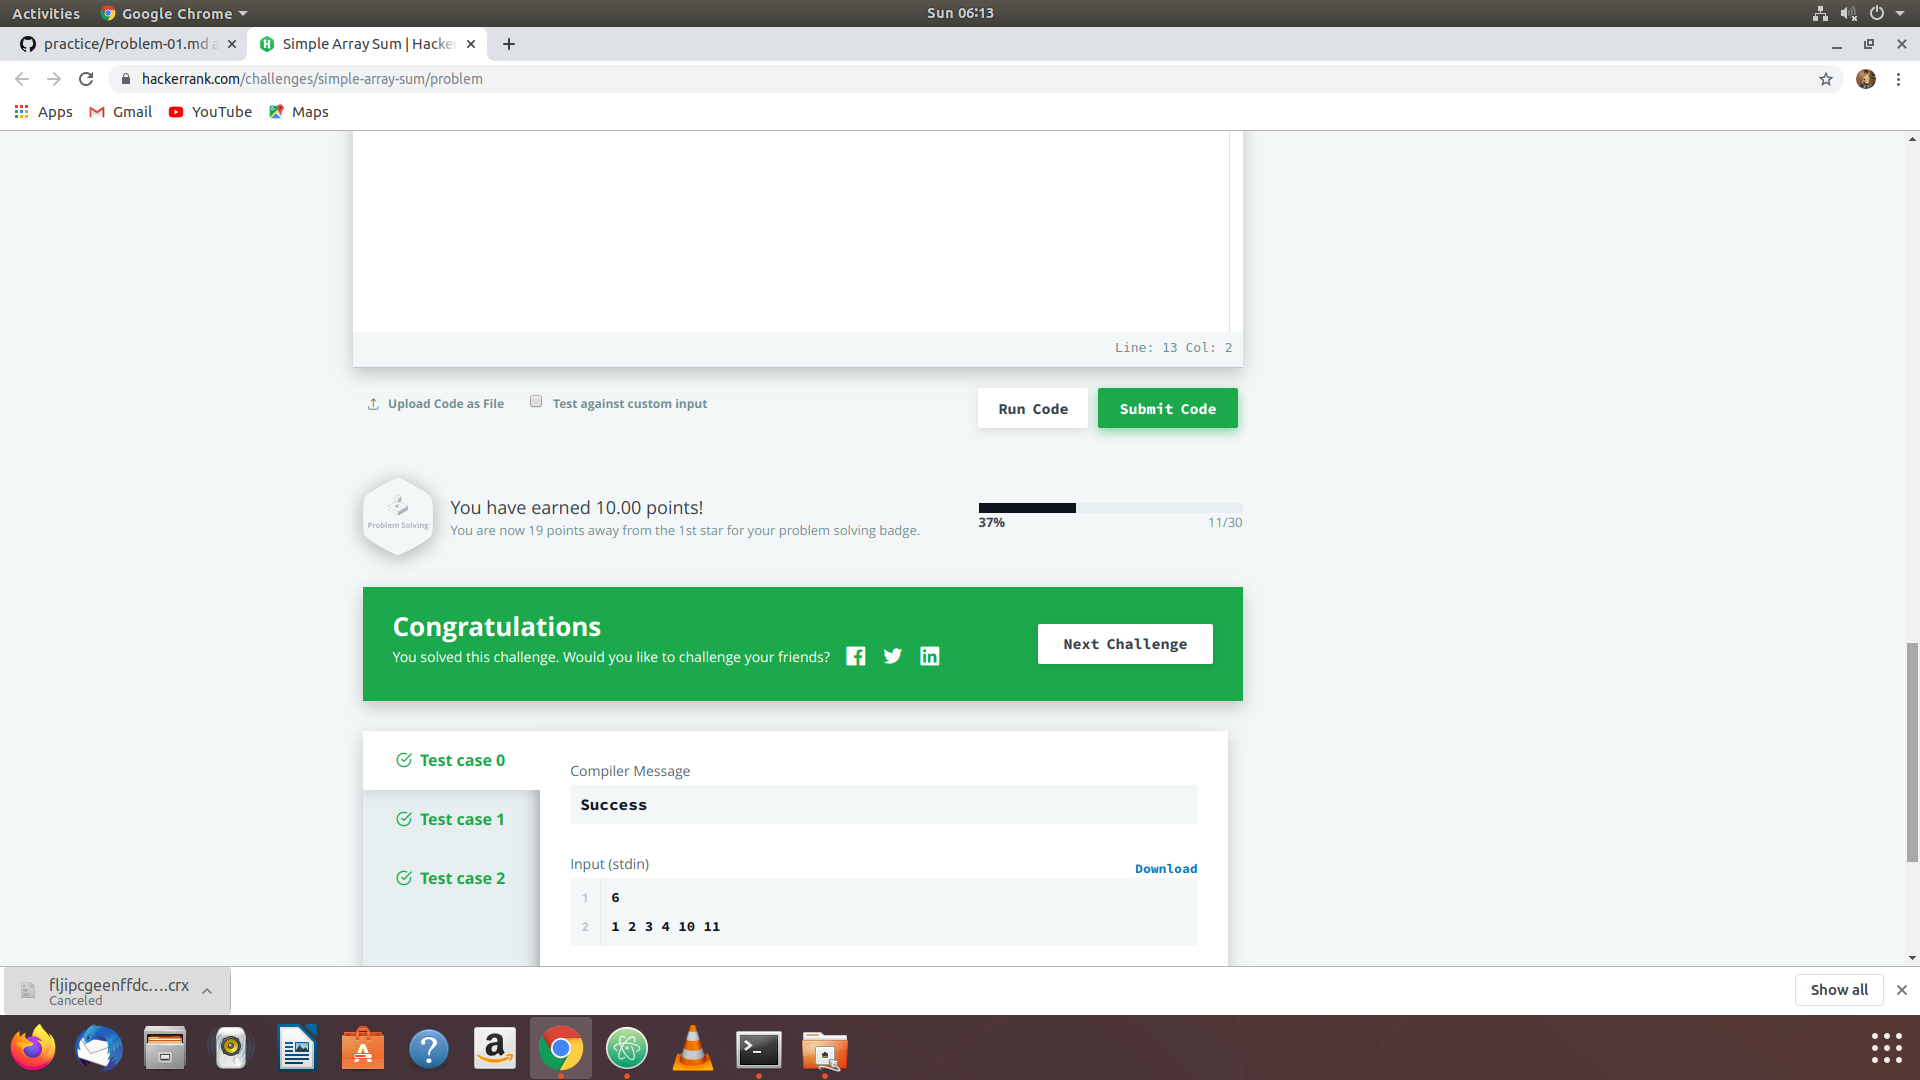 Activities
Google Chrome
Sun 06:13
practice/Problem-01.md a
Simple Array Sum | Hacke
hackerrank.com/challenges/simple-array-sum/problem
Apps
Gmail
YouTube
Maps
Line: 13 Col: 2
Upload Code as File
Test against custom input
Run Code
Submit Code
Problem Solving
You have earned 10.00 points!
You are now 19 points away from the 1st star for your problem solving badge.
37%
11/30
Congratulations
You solved this challenge. Would you like to challenge your friends?
Next Challenge
Test case 0
Test case 1
Test case 2
Compiler Message
Success
Input (stdin)
Download
1 6
2 1 2 3 4 10 11
fljipcgeenffdc....crx
Canceled
Show all